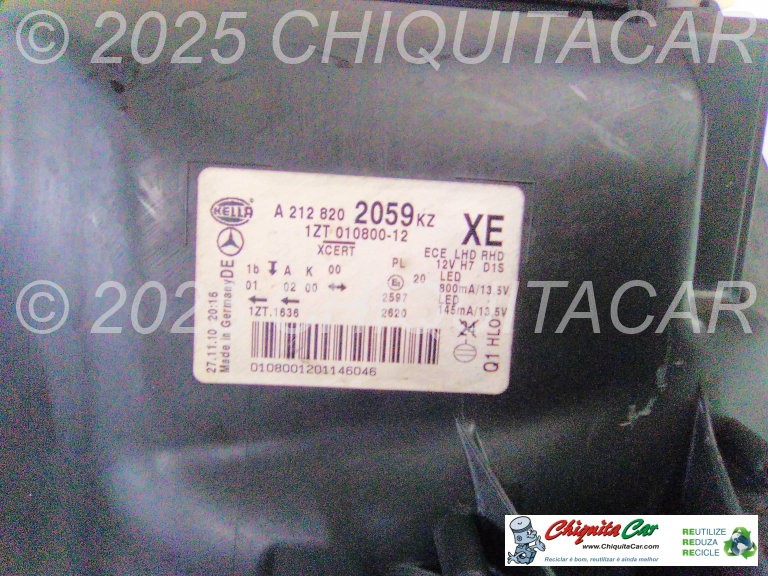 © 2025 CHIQUITACAR
HELLA
A 212 820 2059 KZ
XE
1ZT 010800-12
XCERT
ECE LHD RHD
PL 12V H7 D1S
DE
1b A K 00
20 LED
800mA/13,5V
01 02 00
2597 LED
145mA/13,5V
1ZT.1636
2620
24
27.11.10 20:16
Made in Germany
Q1 HL0
0108001201146046
© 2025 CHIQUITACAR
Chiquita Car
www.ChiquitaCar.com
Reciclar é bom, reutilizar é ainda melhor
REUTILIZE
REDUZA
RECICLE